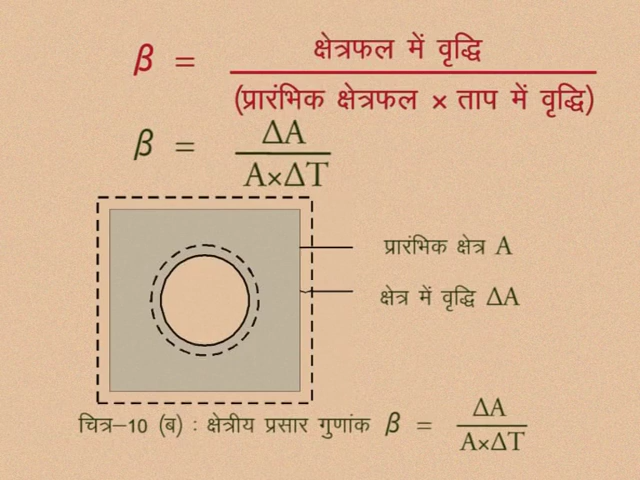 β = क्षेत्रफल में वृद्धि / (प्रारंभिक क्षेत्रफल × ताप में वृद्धि)
β = ΔA / A×ΔT
प्रारंभिक क्षेत्र A
क्षेत्र में वृद्धि ΔA
चित्र–10 (ब) : क्षेत्रीय प्रसार गुणांक β = ΔA / A×ΔT